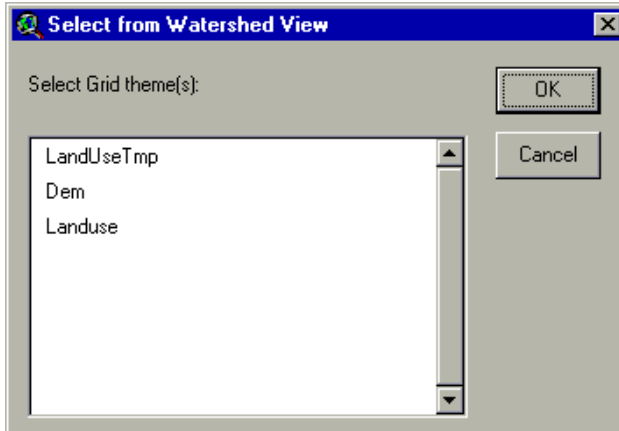 Select from Watershed View
Select Grid theme(s):
OK
LandUseTmp
Cancel
Dem
Landuse